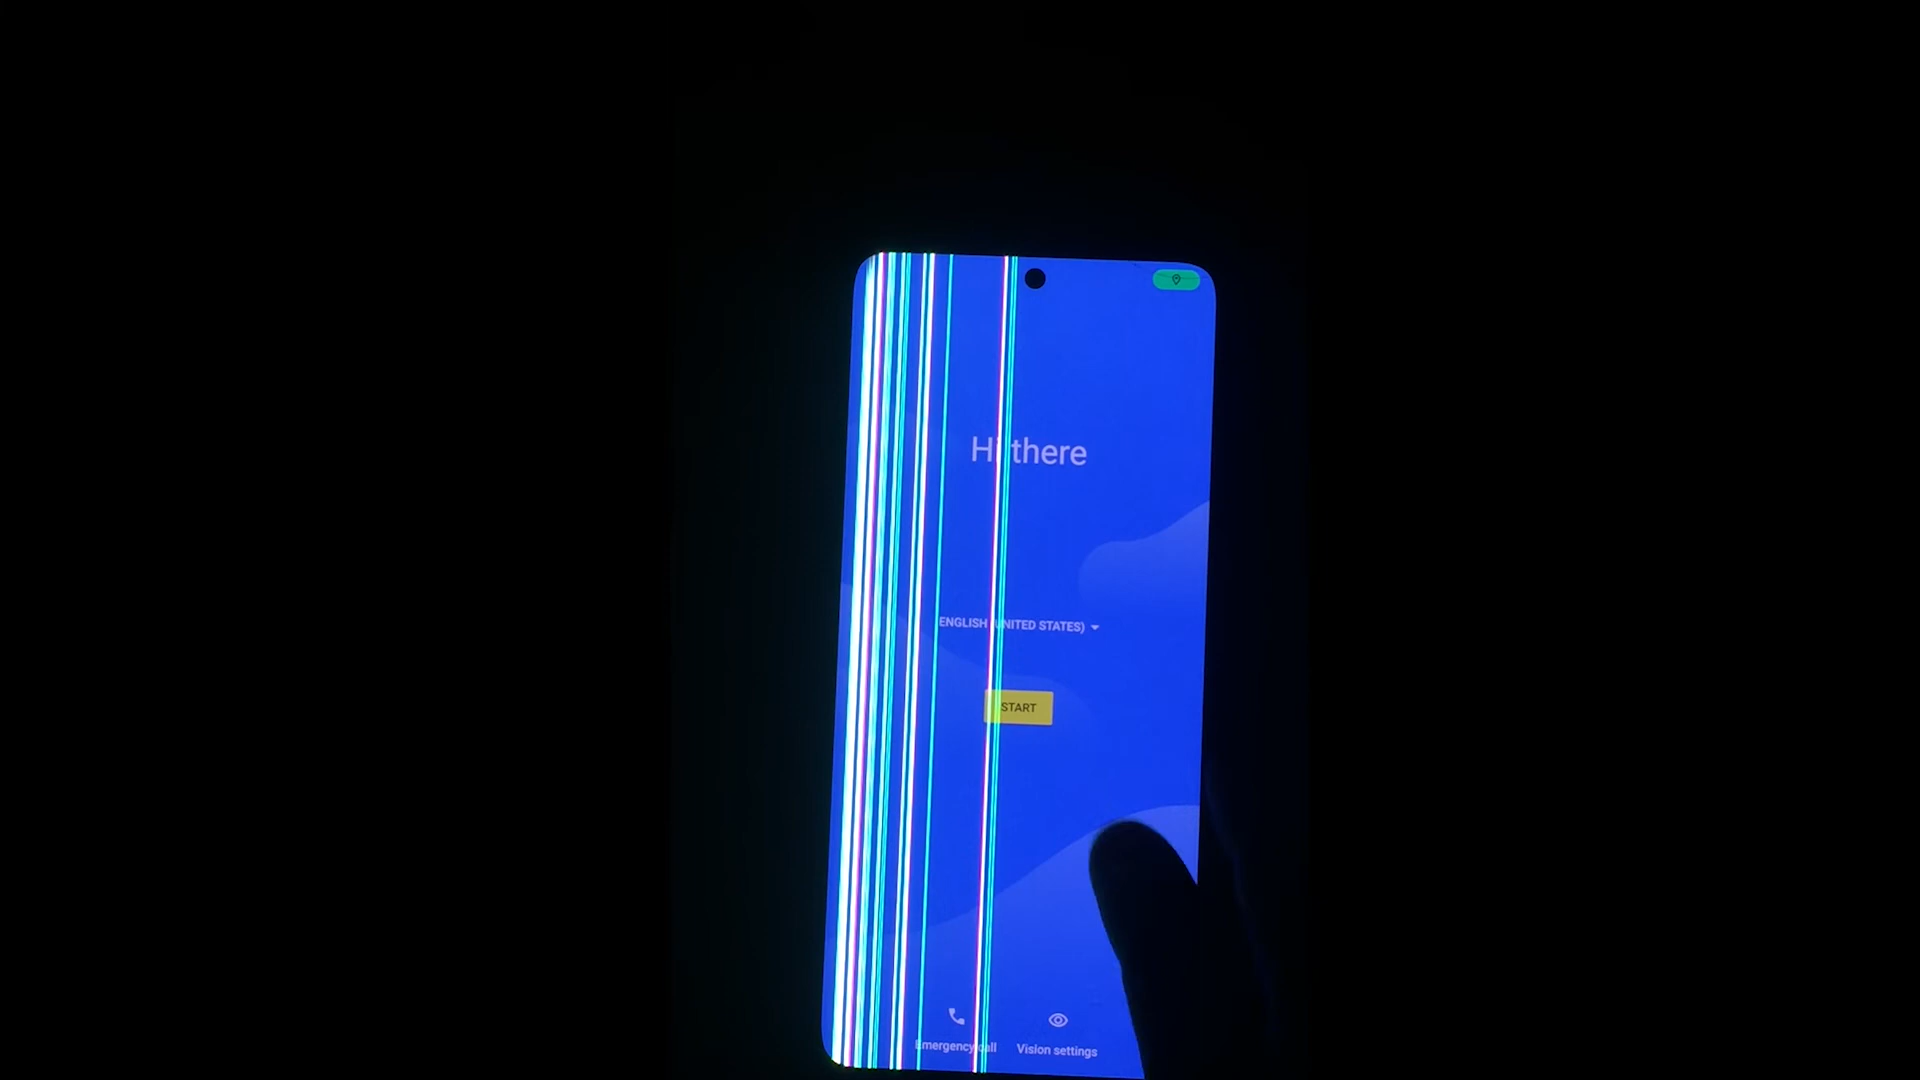 Hi there
ENGLISH (UNITED STATES)
START
Emergency call
Vision settings